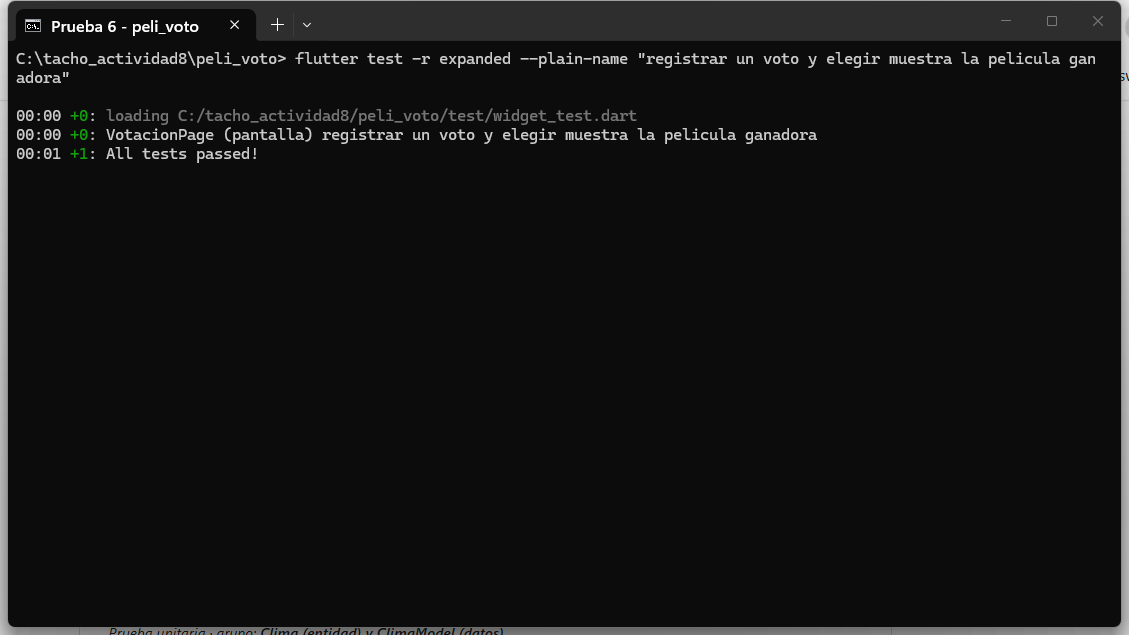 Prueba 6 - peli_voto
C:\tacho_actividad8\peli_voto> flutter test -r expanded --plain-name "registrar un voto y elegir muestra la pelicula gan
adora"
00:00 +0: loading C:/tacho_actividad8/peli_voto/test/widget_test.dart
00:00 +0: VotacionPage (pantalla) registrar un voto y elegir muestra la pelicula ganadora
00:01 +1: All tests passed!
Prueba unitaria · grupo: Clima (entidad) y ClimaModel (datos)